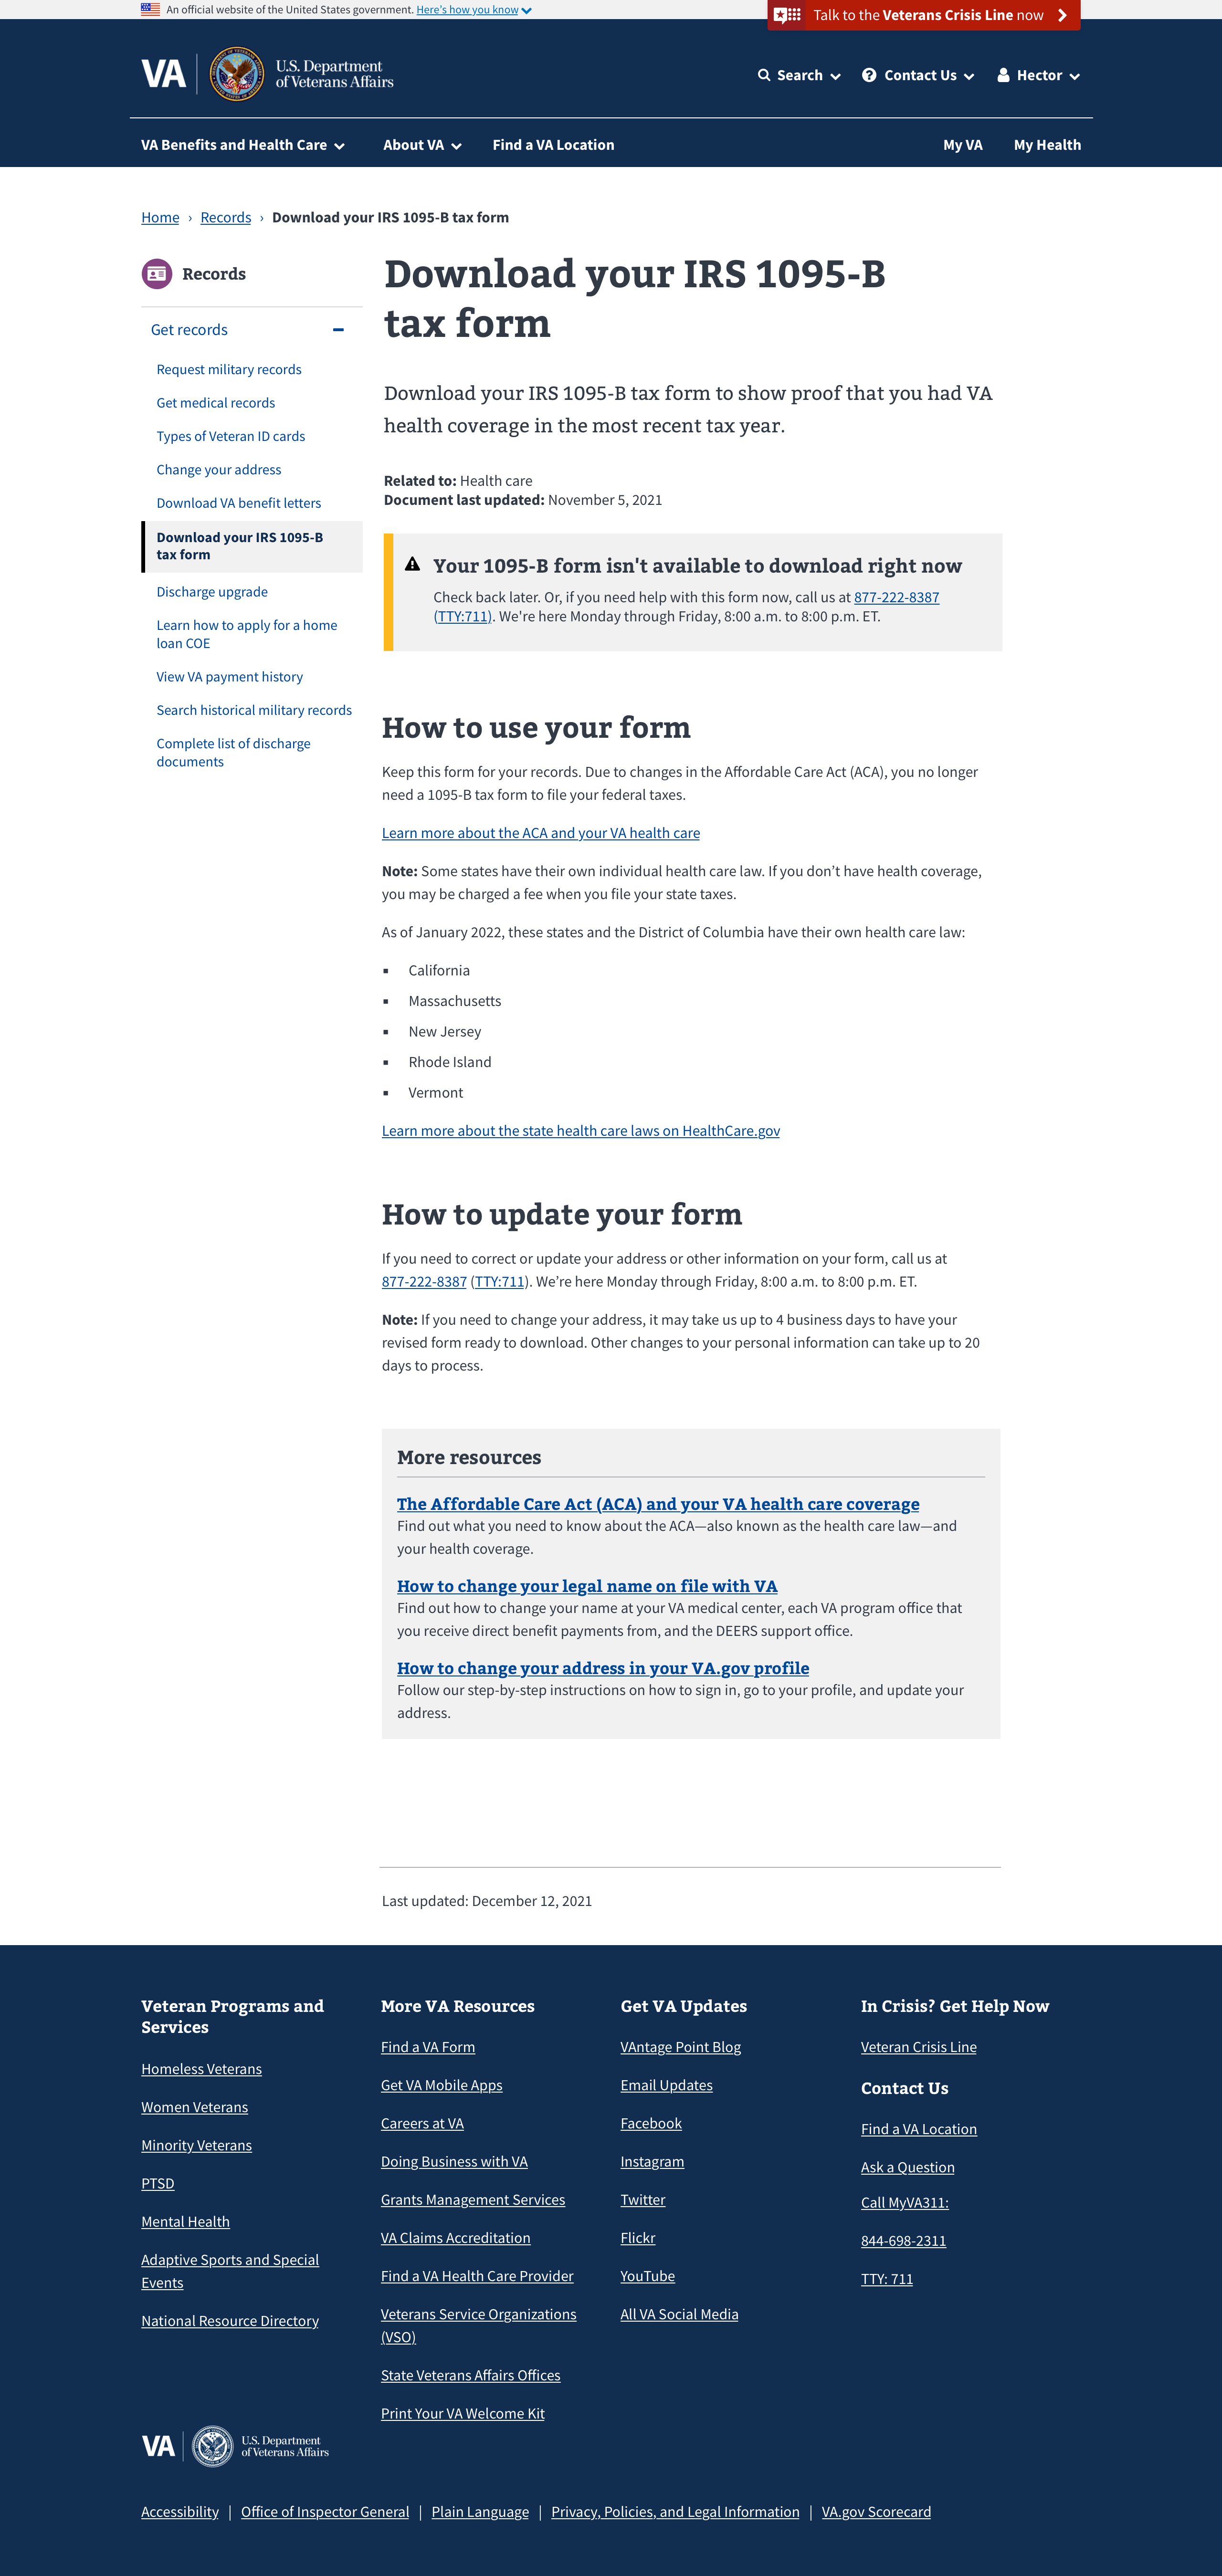 An official website of the United States government. Here's how you know
Talk to the Veterans Crisis Line now
VA
U.S. Department
of Veterans Affairs
Search
Contact Us
Hector
VA Benefits and Health Care
About VA
Find a VA Location
My VA
My Health
Home › Records › Download your IRS 1095-B tax form
Records
Get records
Request military records
Get medical records
Types of Veteran ID cards
Change your address
Download VA benefit letters
Download your IRS 1095-B
tax form
Discharge upgrade
Learn how to apply for a home
loan COE
View VA payment history
Search historical military records
Complete list of discharge
documents
Download your IRS 1095-B
tax form
Download your IRS 1095-B tax form to show proof that you had VA
health coverage in the most recent tax year.
Related to: Health care
Document last updated: November 5, 2021
Your 1095-B form isn't available to download right now
Check back later. Or, if you need help with this form now, call us at 877-222-8387
(TTY:711). We're here Monday through Friday, 8:00 a.m. to 8:00 p.m. ET.
How to use your form
Keep this form for your records. Due to changes in the Affordable Care Act (ACA), you no longer
need a 1095-B tax form to file your federal taxes.
Learn more about the ACA and your VA health care
Note: Some states have their own individual health care law. If you don’t have health coverage,
you may be charged a fee when you file your state taxes.
As of January 2022, these states and the District of Columbia have their own health care law:
▪ California
▪ Massachusetts
▪ New Jersey
▪ Rhode Island
▪ Vermont
Learn more about the state health care laws on HealthCare.gov
How to update your form
If you need to correct or update your address or other information on your form, call us at
877-222-8387 (TTY:711). We’re here Monday through Friday, 8:00 a.m. to 8:00 p.m. ET.
Note: If you need to change your address, it may take us up to 4 business days to have your
revised form ready to download. Other changes to your personal information can take up to 20
days to process.
More resources
The Affordable Care Act (ACA) and your VA health care coverage
Find out what you need to know about the ACA—also known as the health care law—and
your health coverage.
How to change your legal name on file with VA
Find out how to change your name at your VA medical center, each VA program office that
you receive direct benefit payments from, and the DEERS support office.
How to change your address in your VA.gov profile
Follow our step-by-step instructions on how to sign in, go to your profile, and update your
address.
Last updated: December 12, 2021
Veteran Programs and
Services
Homeless Veterans
Women Veterans
Minority Veterans
PTSD
Mental Health
Adaptive Sports and Special
Events
National Resource Directory
More VA Resources
Find a VA Form
Get VA Mobile Apps
Careers at VA
Doing Business with VA
Grants Management Services
VA Claims Accreditation
Find a VA Health Care Provider
Veterans Service Organizations
(VSO)
State Veterans Affairs Offices
Print Your VA Welcome Kit
Get VA Updates
VAntage Point Blog
Email Updates
Facebook
Instagram
Twitter
Flickr
YouTube
All VA Social Media
In Crisis? Get Help Now
Veteran Crisis Line
Contact Us
Find a VA Location
Ask a Question
Call MyVA311:
844-698-2311
TTY: 711
VA
U.S. Department
of Veterans Affairs
Accessibility | Office of Inspector General | Plain Language | Privacy, Policies, and Legal Information | VA.gov Scorecard